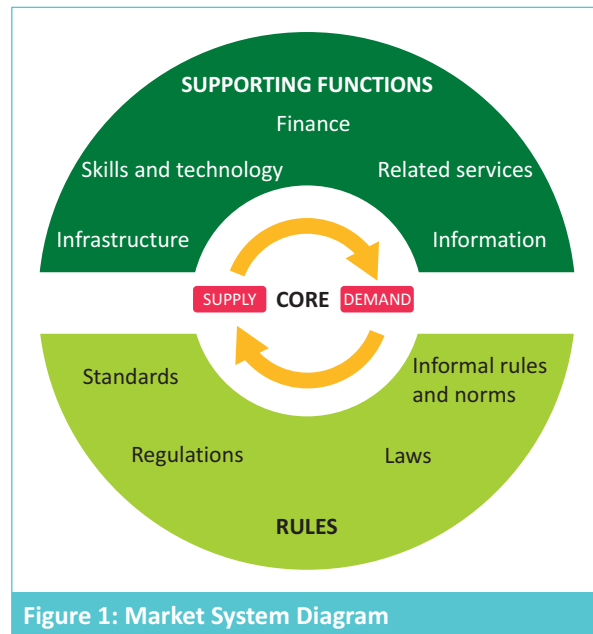 SUPPORTING FUNCTIONS
Finance
Skills and technology
Related services
Infrastructure
Information
SUPPLY
CORE
DEMAND
Standards
Informal rules
and norms
Regulations
Laws
RULES
Figure 1: Market System Diagram